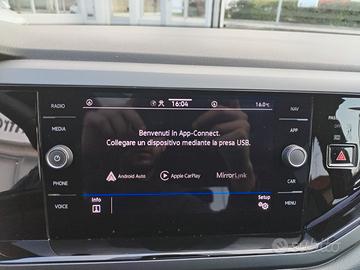 RADIO
MEDIA
PHONE
VOICE
16:04
16.0°C
Benvenuti in App-Connect.
Collegare un dispositivo mediante la presa USB.
Android Auto
Apple CarPlay
MirrorLink
Info
Setup
NAV
APP
CAR
MENU
subito